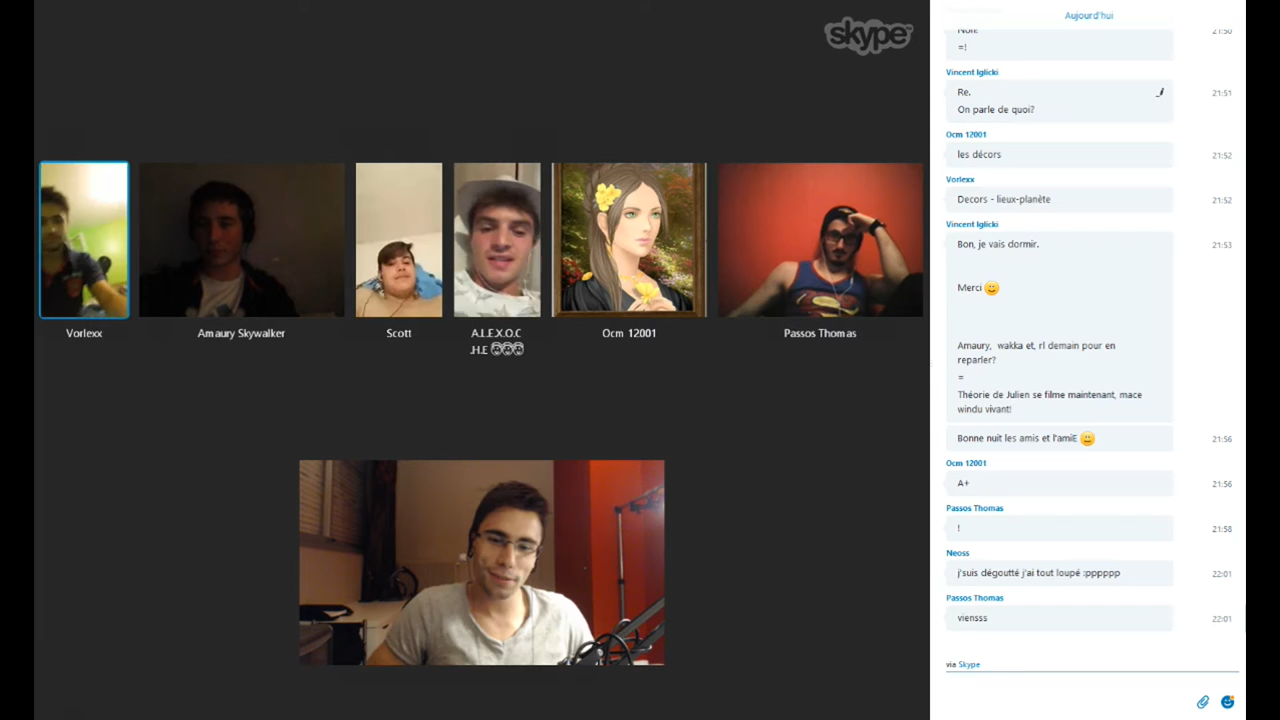 skype
Vorlexx
Amaury Skywalker
Scott
A.L.E.X.O.C
.H.E
Ocm 12001
Passos Thomas
Aujourd'hui
Non!
21:50
=!
Vincent Iglicki
Re.
21:51
On parle de quoi?
Ocm 12001
les décors
21:52
Vorlexx
Decors - lieux-planète
21:52
Vincent Iglicki
Bon, je vais dormir.
21:53
Merci
Amaury, wakka et, rl demain pour en
reparler?
=
Théorie de Julien se filme maintenant, mace
windu vivant!
Bonne nuit les amis et l'amiE
21:56
Ocm 12001
A+
21:56
Passos Thomas
!
21:58
Neoss
j'suis dégoutté j'ai tout loupé :pppppp
22:01
Passos Thomas
viensss
22:01
via Skype